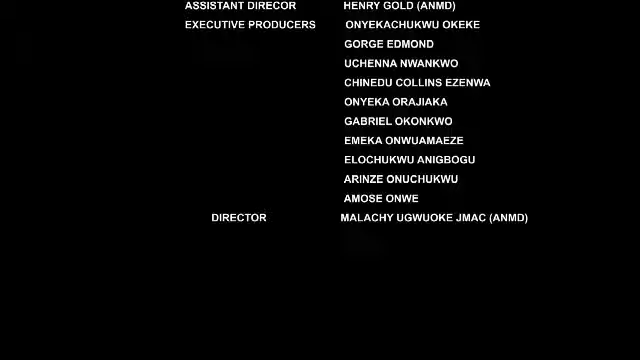 ASSISTANT DIRECOR HENRY GOLD (ANMD)
EXECUTIVE PRODUCERS ONYEKACHUKWU OKEKE
GORGE EDMOND
UCHENNA NWANKWO
CHINEDU COLLINS EZENWA
ONYEKA ORAJIAKA
GABRIEL OKONKWO
EMEKA ONWUAMAEZE
ELOCHUKWU ANIGBOGU
ARINZE ONUCHUKWU
AMOSE ONWE
DIRECTOR MALACHY UGWUOKE JMAC (ANMD)